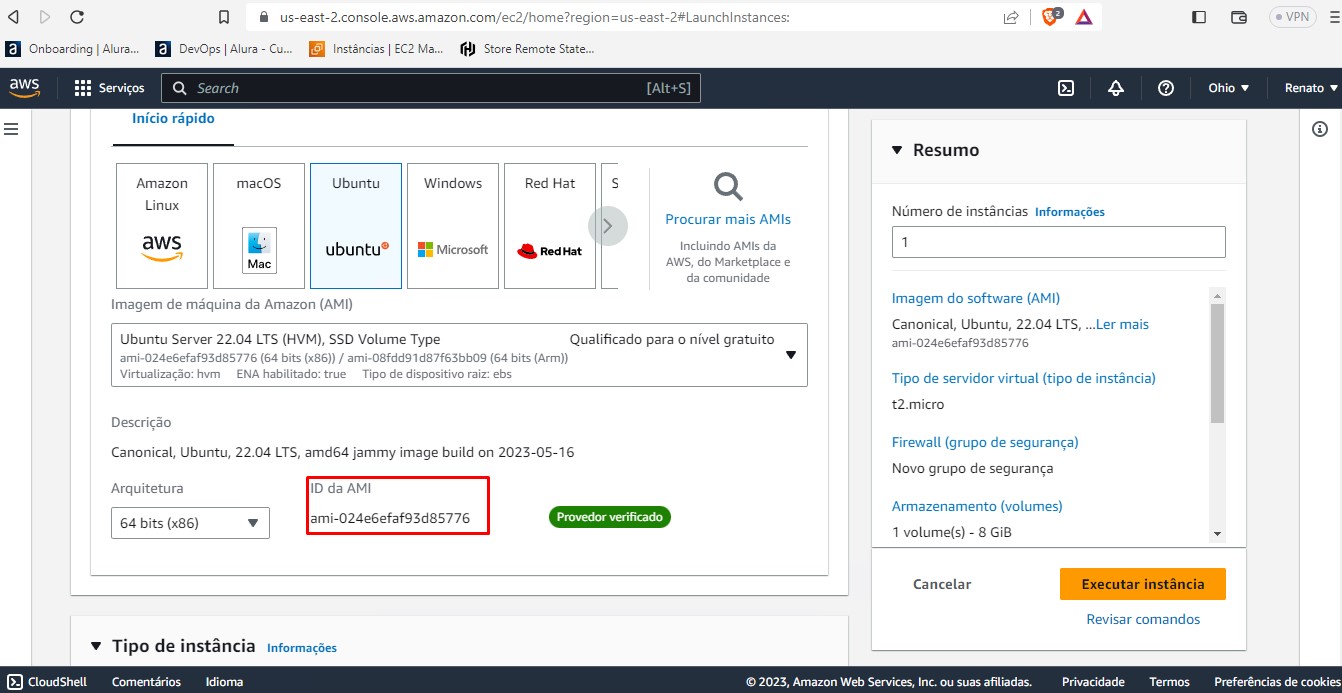 us-east-2.console.aws.amazon.com/ec2/home?region=us-east-2#LaunchInstances:
2
VPN
Onboarding | Alura...
DevOps | Alura - Cu...
Instâncias | EC2 Ma...
Store Remote State...
aws
Serviços
Search
[Alt+S]
Ohio
Renato
Início rápido
Amazon Linux
aws
macOS
Mac
Ubuntu
ubuntu
Windows
Microsoft
Red Hat
Red Hat
S
Procurar mais AMIs
Incluindo AMIs da
AWS, do Marketplace e
da comunidade
Imagem de máquina da Amazon (AMI)
Ubuntu Server 22.04 LTS (HVM), SSD Volume Type
Qualificado para o nível gratuito
ami-024e6efaf93d85776 (64 bits (x86)) / ami-08fdd91d87f63bb09 (64 bits (Arm))
Virtualização: hvm ENA habilitado: true Tipo de dispositivo raiz: ebs
Descrição
Canonical, Ubuntu, 22.04 LTS, amd64 jammy image build on 2023-05-16
Arquitetura
64 bits (x86)
ID da AMI
ami-024e6efaf93d85776
Provedor verificado
Tipo de instância Informações
Resumo
Número de instâncias Informações
1
Imagem do software (AMI)
Canonical, Ubuntu, 22.04 LTS, ...Ler mais
ami-024e6efaf93d85776
Tipo de servidor virtual (tipo de instância)
t2.micro
Firewall (grupo de segurança)
Novo grupo de segurança
Armazenamento (volumes)
1 volume(s) - 8 GiB
Cancelar
Executar instância
Revisar comandos
CloudShell
Comentários
Idioma
© 2023, Amazon Web Services, Inc. ou suas afiliadas.
Privacidade
Termos
Preferências de cookies